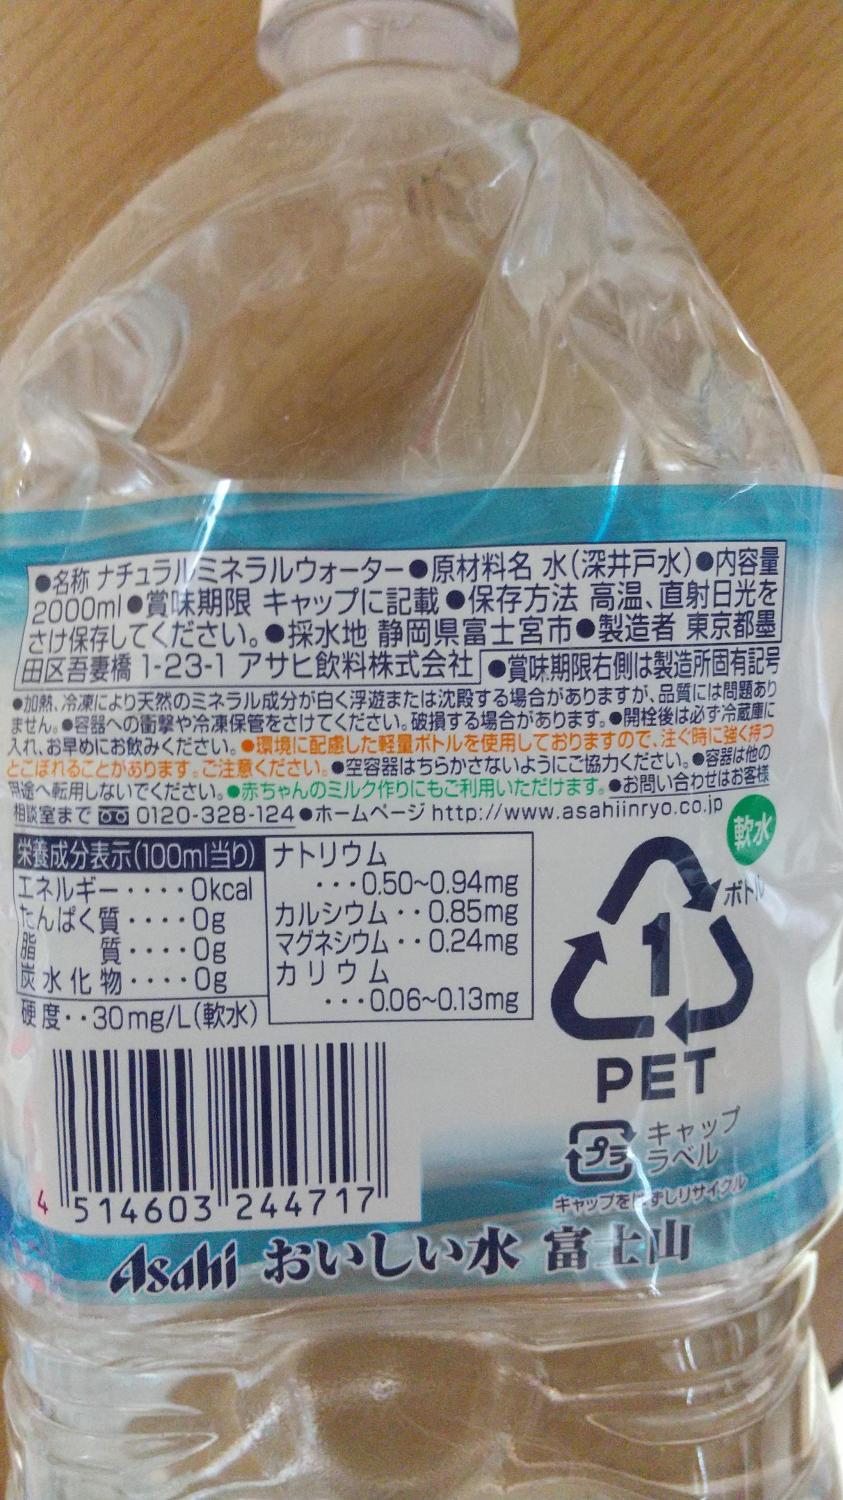 ●名称 ナチュラルミネラルウォーター●原材料名 水(深井戸水)●内容量
2000ml●賞味期限 キャップに記載●保存方法 高温、直射日光を
さけ保存してください。●採水地 静岡県富士宮市●製造者 東京都墨
田区吾妻橋 1-23-1 アサヒ飲料株式会社 ●賞味期限右側は製造所固有記号
●加熱、冷凍により天然のミネラル成分が白く浮遊または沈殿する場合がありますが、品質には問題あり
ません。●容器への衝撃や冷凍保管をさけてください。破損する場合があります。●開栓後は必ず冷蔵庫に
入れ、お早めにお飲みください。●環境に配慮した軽量ボトルを使用しておりますので、注ぐ時に強く持つ
とこぼれることがあります。ご注意ください。●空容器はちらかさないようにご協力ください。●容器は他の
用途へ転用しないでください。●赤ちゃんのミルク作りにもご利用いただけます。●お問い合わせはお客様
相談室まで 0120-328-124●ホームページ http://www.asahiinryo.co.jp
軟水
栄養成分表示(100ml当り)
エネルギー・・・・0kcal
たんぱく質・・・・0g
脂質・・・・0g
炭水化物・・・・0g
硬度・・30mg/L(軟水)
ナトリウム
・・・0.50~0.94mg
カルシウム・・0.85mg
マグネシウム・・0.24mg
カリウム
・・・0.06~0.13mg
ボトル
1
PET
プラ
キャップ
ラベル
キャップをはずしリサイクル
4 514603 244717
Asahi おいしい水 富士山